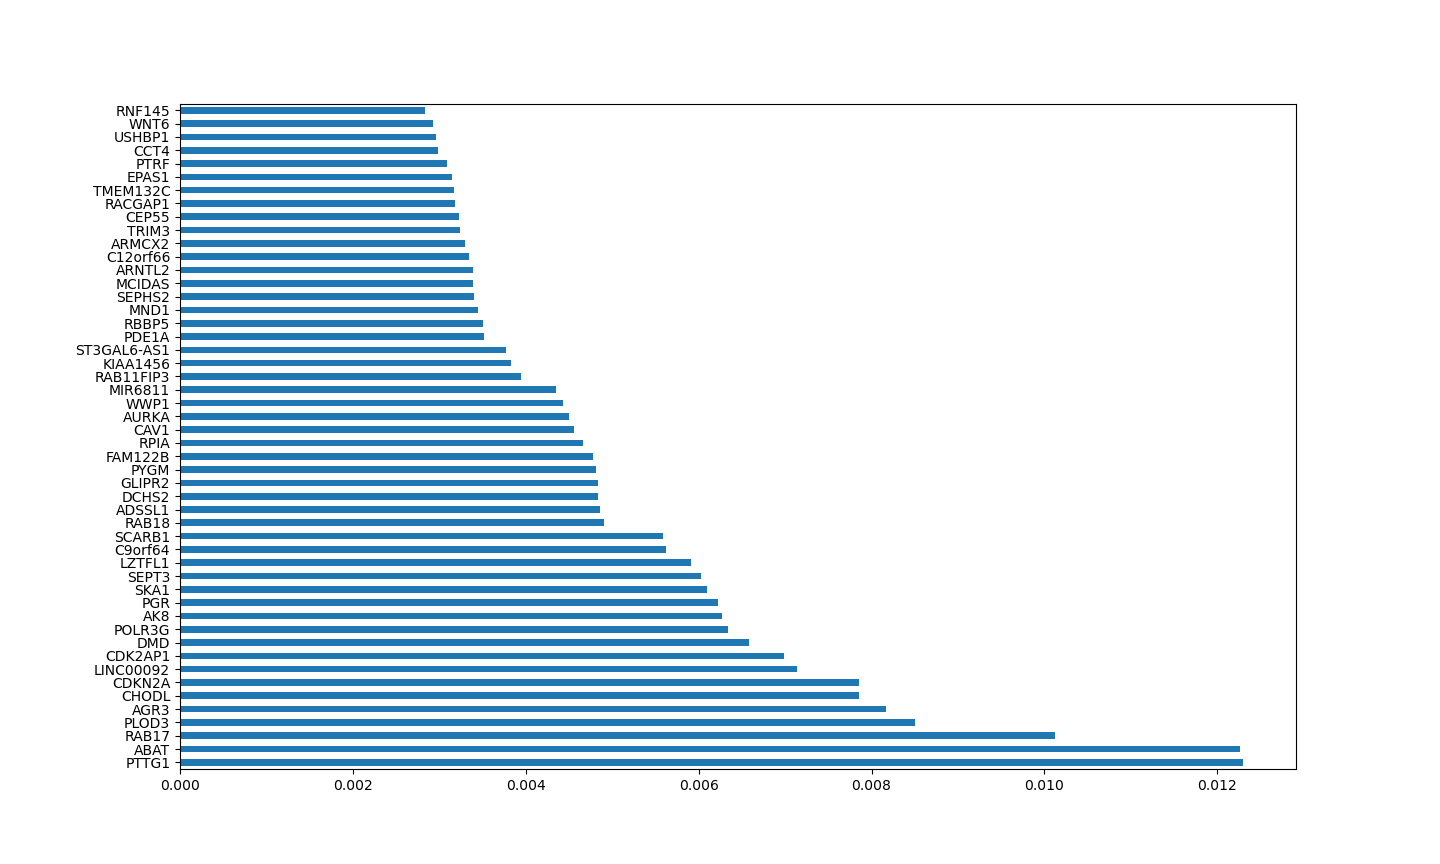 RNF145
WNT6
USHBP1
CCT4
PTRF
EPAS1
TMEM132C
RACGAP1
CEP55
TRIM3
ARMCX2
C12orf66
ARNTL2
MCIDAS
SEPHS2
MND1
RBBP5
PDE1A
ST3GAL6-AS1
KIAA1456
RAB11FIP3
MIR6811
WWP1
AURKA
CAV1
RPIA
FAM122B
PYGM
GLIPR2
DCHS2
ADSSL1
RAB18
SCARB1
C9orf64
LZTFL1
SEPT3
SKA1
PGR
AK8
POLR3G
DMD
CDK2AP1
LINC00092
CDKN2A
CHODL
AGR3
PLOD3
RAB17
ABAT
PTTG1
0.000 0.002 0.004 0.006 0.008 0.010 0.012